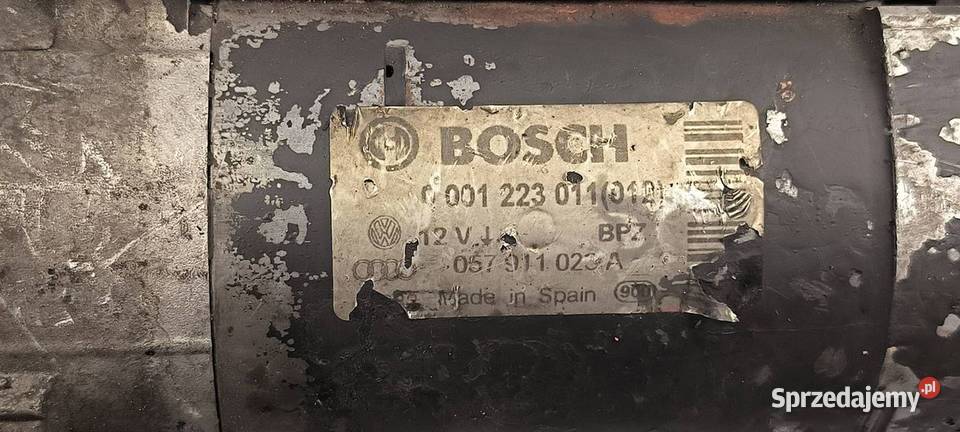 BOSCH
0 001 223 011(012)
12 V BPZ
057 911 023 A
Made in Spain
Sprzedajemy.pl